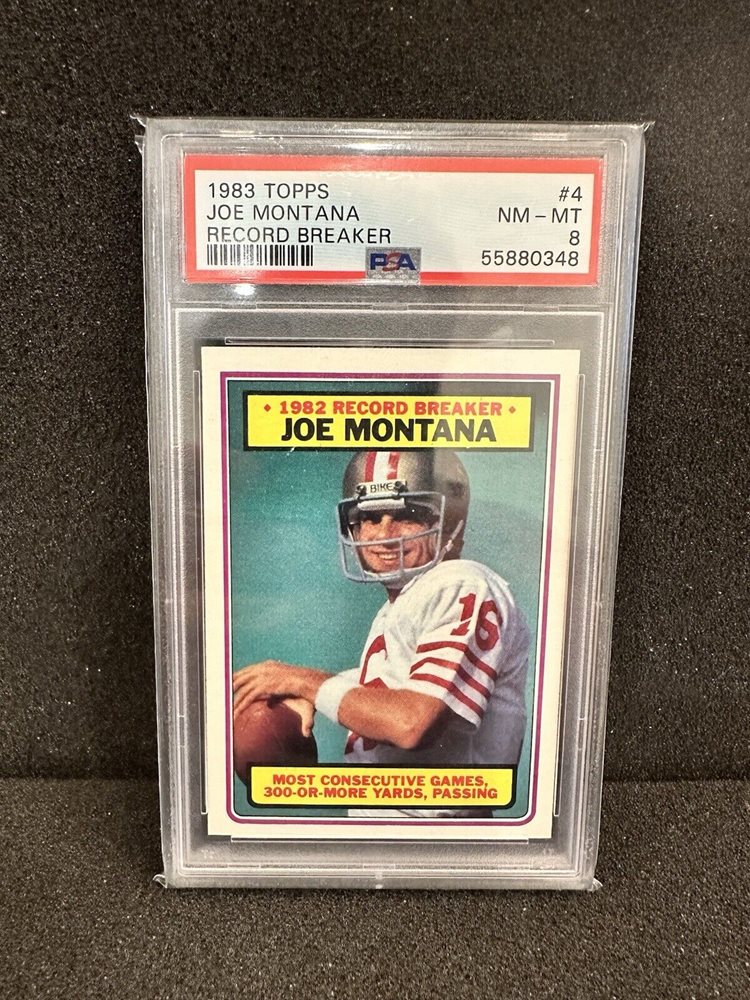 1983 TOPPS #4
JOE MONTANA NM - MT
RECORD BREAKER 8
PSA 55880348
1982 RECORD BREAKER
JOE MONTANA
BIKE
16
MOST CONSECUTIVE GAMES,
300-OR-MORE YARDS, PASSING